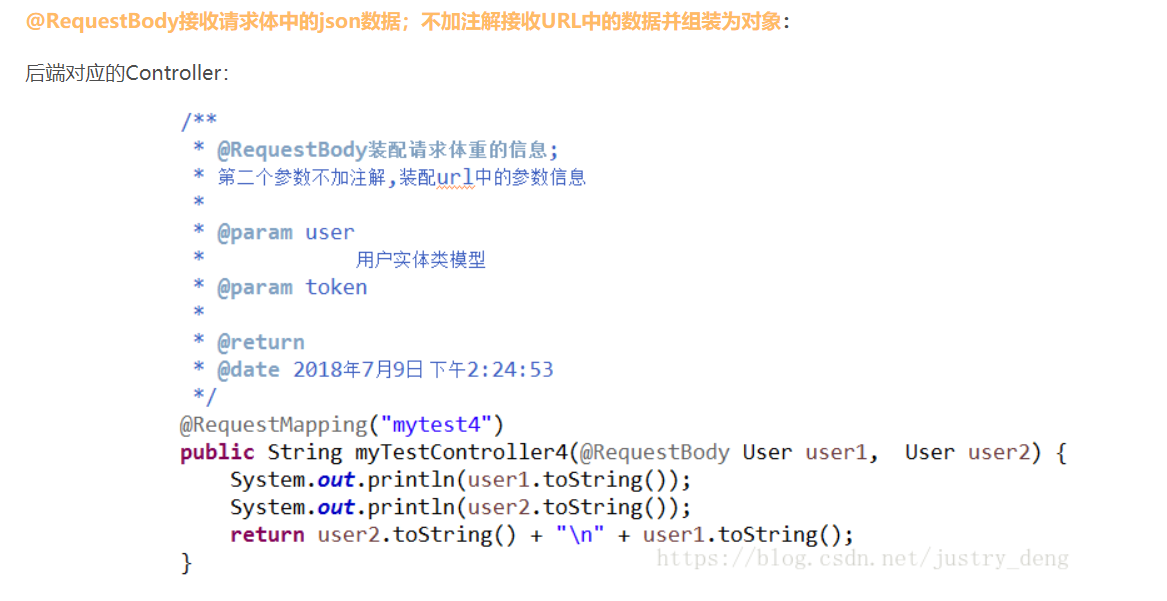 @RequestBody接收请求体中的json数据；不加注解接收URL中的数据并组装为对象：
后端对应的Controller：
/**
 * @RequestBody装配请求体重的信息;
 * 第二个参数不加注解,装配url中的参数信息
 *
 * @param user
 *            用户实体类模型
 * @param token
 *
 * @return
 * @date 2018年7月9日 下午2:24:53
 */
@RequestMapping("mytest4")
public String myTestController4(@RequestBody User user1,  User user2) {
    System.out.println(user1.toString());
    System.out.println(user2.toString());
    return user2.toString() + "\n" + user1.toString();
}
https://blog.csdn.net/justry_deng